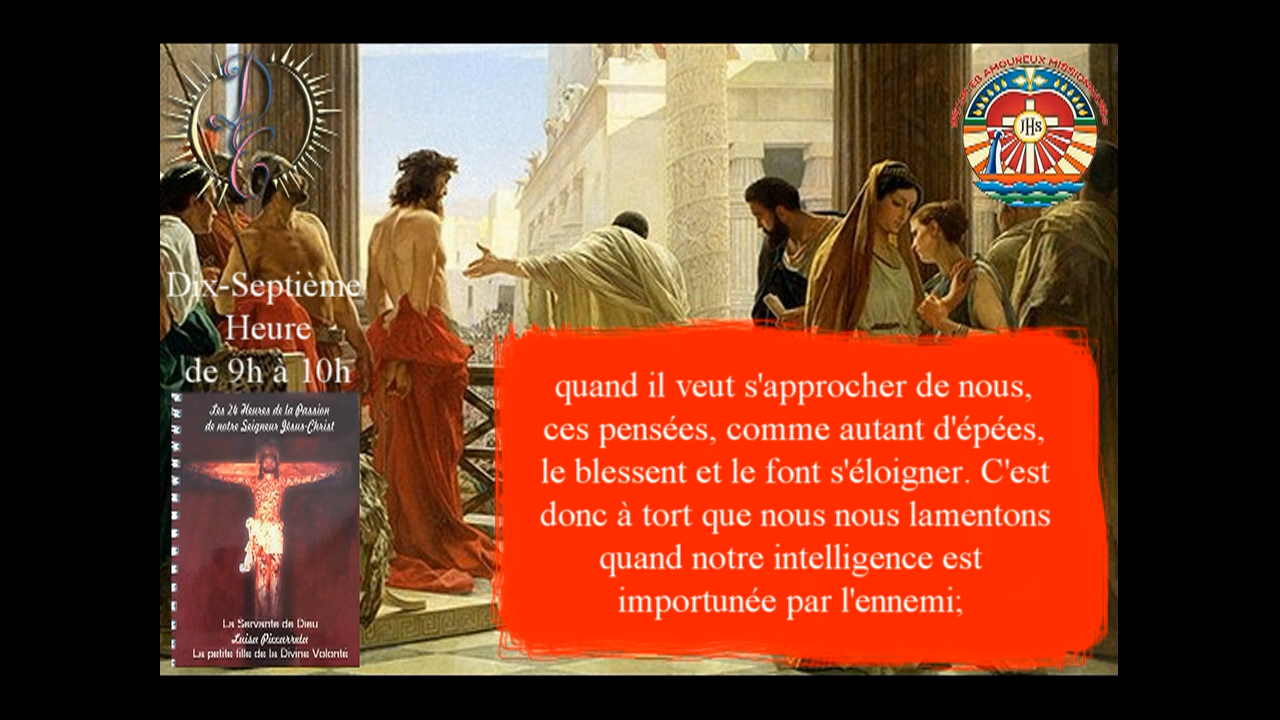 AMOUREUX
JHS
Dix-Septième
Heure
de 9h à 10h
Les 24 Heures de la Passion
de notre Seigneur Jésus-Christ
La Servante de Dieu
Luisa Piccarreta
La petite fille de la Divine Volonté
quand il veut s'approcher de nous,
ces pensées, comme autant d'épées,
le blessent et le font s'éloigner. C'est
donc à tort que nous nous lamentons
quand notre intelligence est
importunée par l'ennemi;